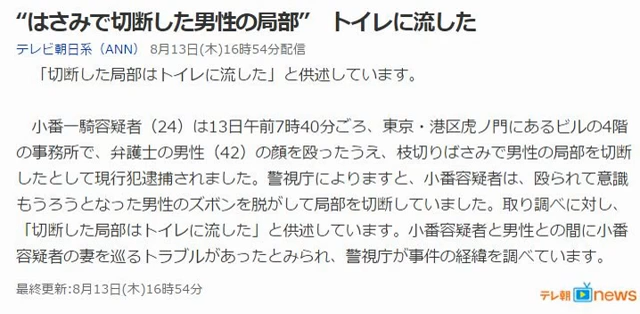 “はさみで切断した男性の局部”　トイレに流した
テレビ朝日系（ANN） 8月13日(木)16時54分配信
「切断した局部はトイレに流した」と供述しています。
小番一騎容疑者（24）は13日午前7時40分ごろ、東京・港区虎ノ門にあるビルの4階
の事務所で、弁護士の男性（42）の顔を殴ったうえ、枝切りばさみで男性の局部を切断
したとして現行犯逮捕されました。警視庁によりますと、小番容疑者は、殴られて意識
もうろうとなった男性のズボンを脱がして局部を切断していました。取り調べに対し、
「切断した局部はトイレに流した」と供述しています。小番容疑者と男性との間に小番
容疑者の妻を巡るトラブルがあったとみられ、警視庁が事件の経緯を調べています。
最終更新:8月13日(木)16時54分
テレ朝news